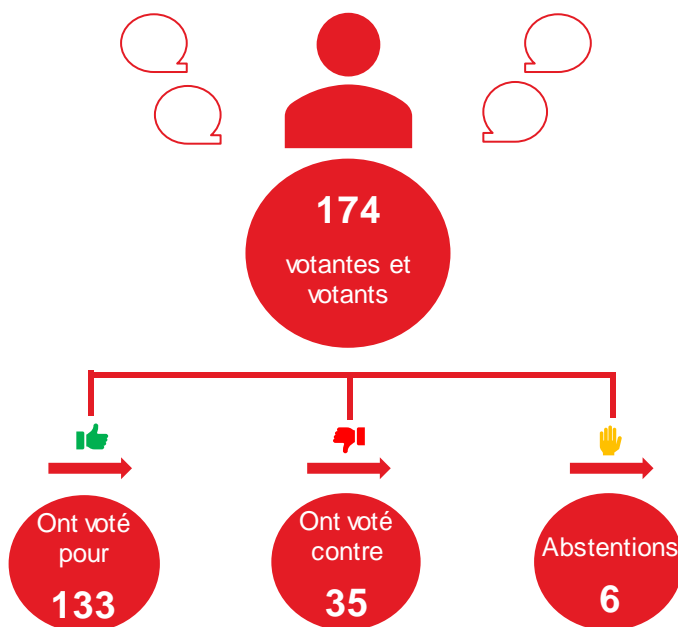 174
votantes et
votants
Ont voté
pour
133
Ont voté
contre
35
Abstentions
6